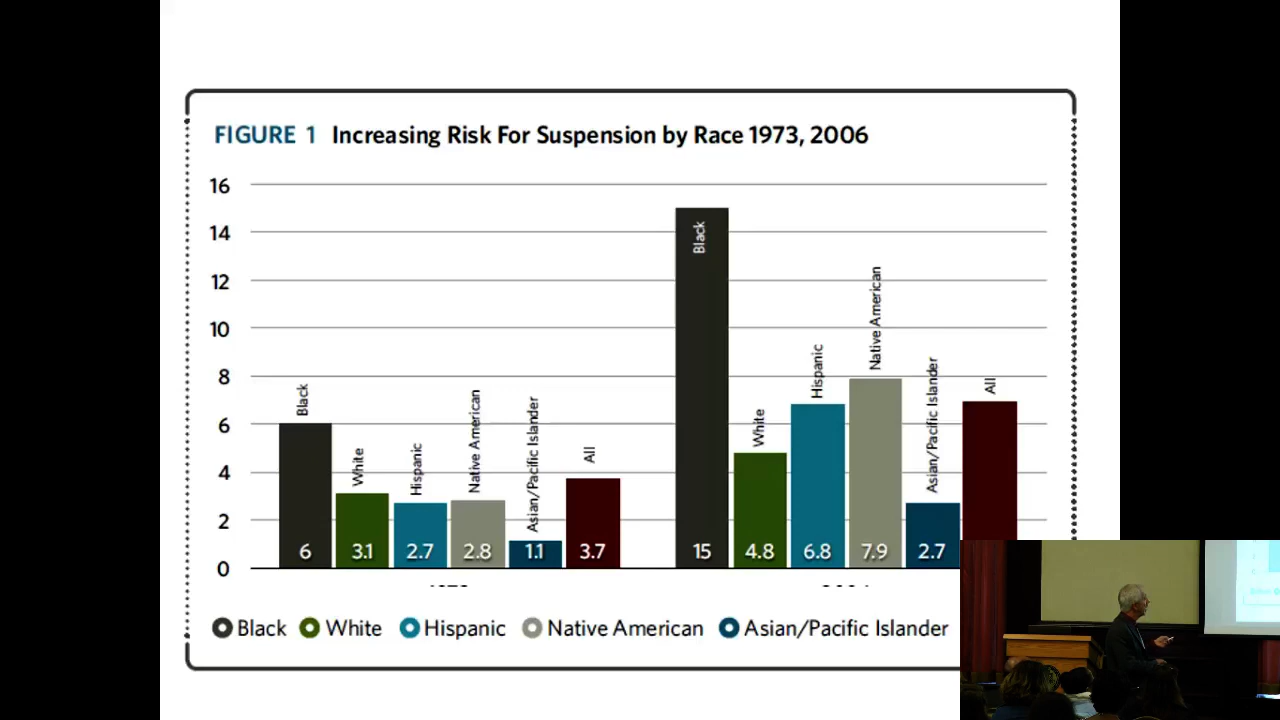 FIGURE 1 Increasing Risk For Suspension by Race 1973, 2006
16
14
12
10
8
6
4
2
0
Black
White
Hispanic
Native American
Asian/Pacific Islander
All
6 3.1 2.7 2.8 1.1 3.7
Black
White
Hispanic
Native American
Asian/Pacific Islander
All
15 4.8 6.8 7.9 2.7
Black White Hispanic Native American Asian/Pacific Islander